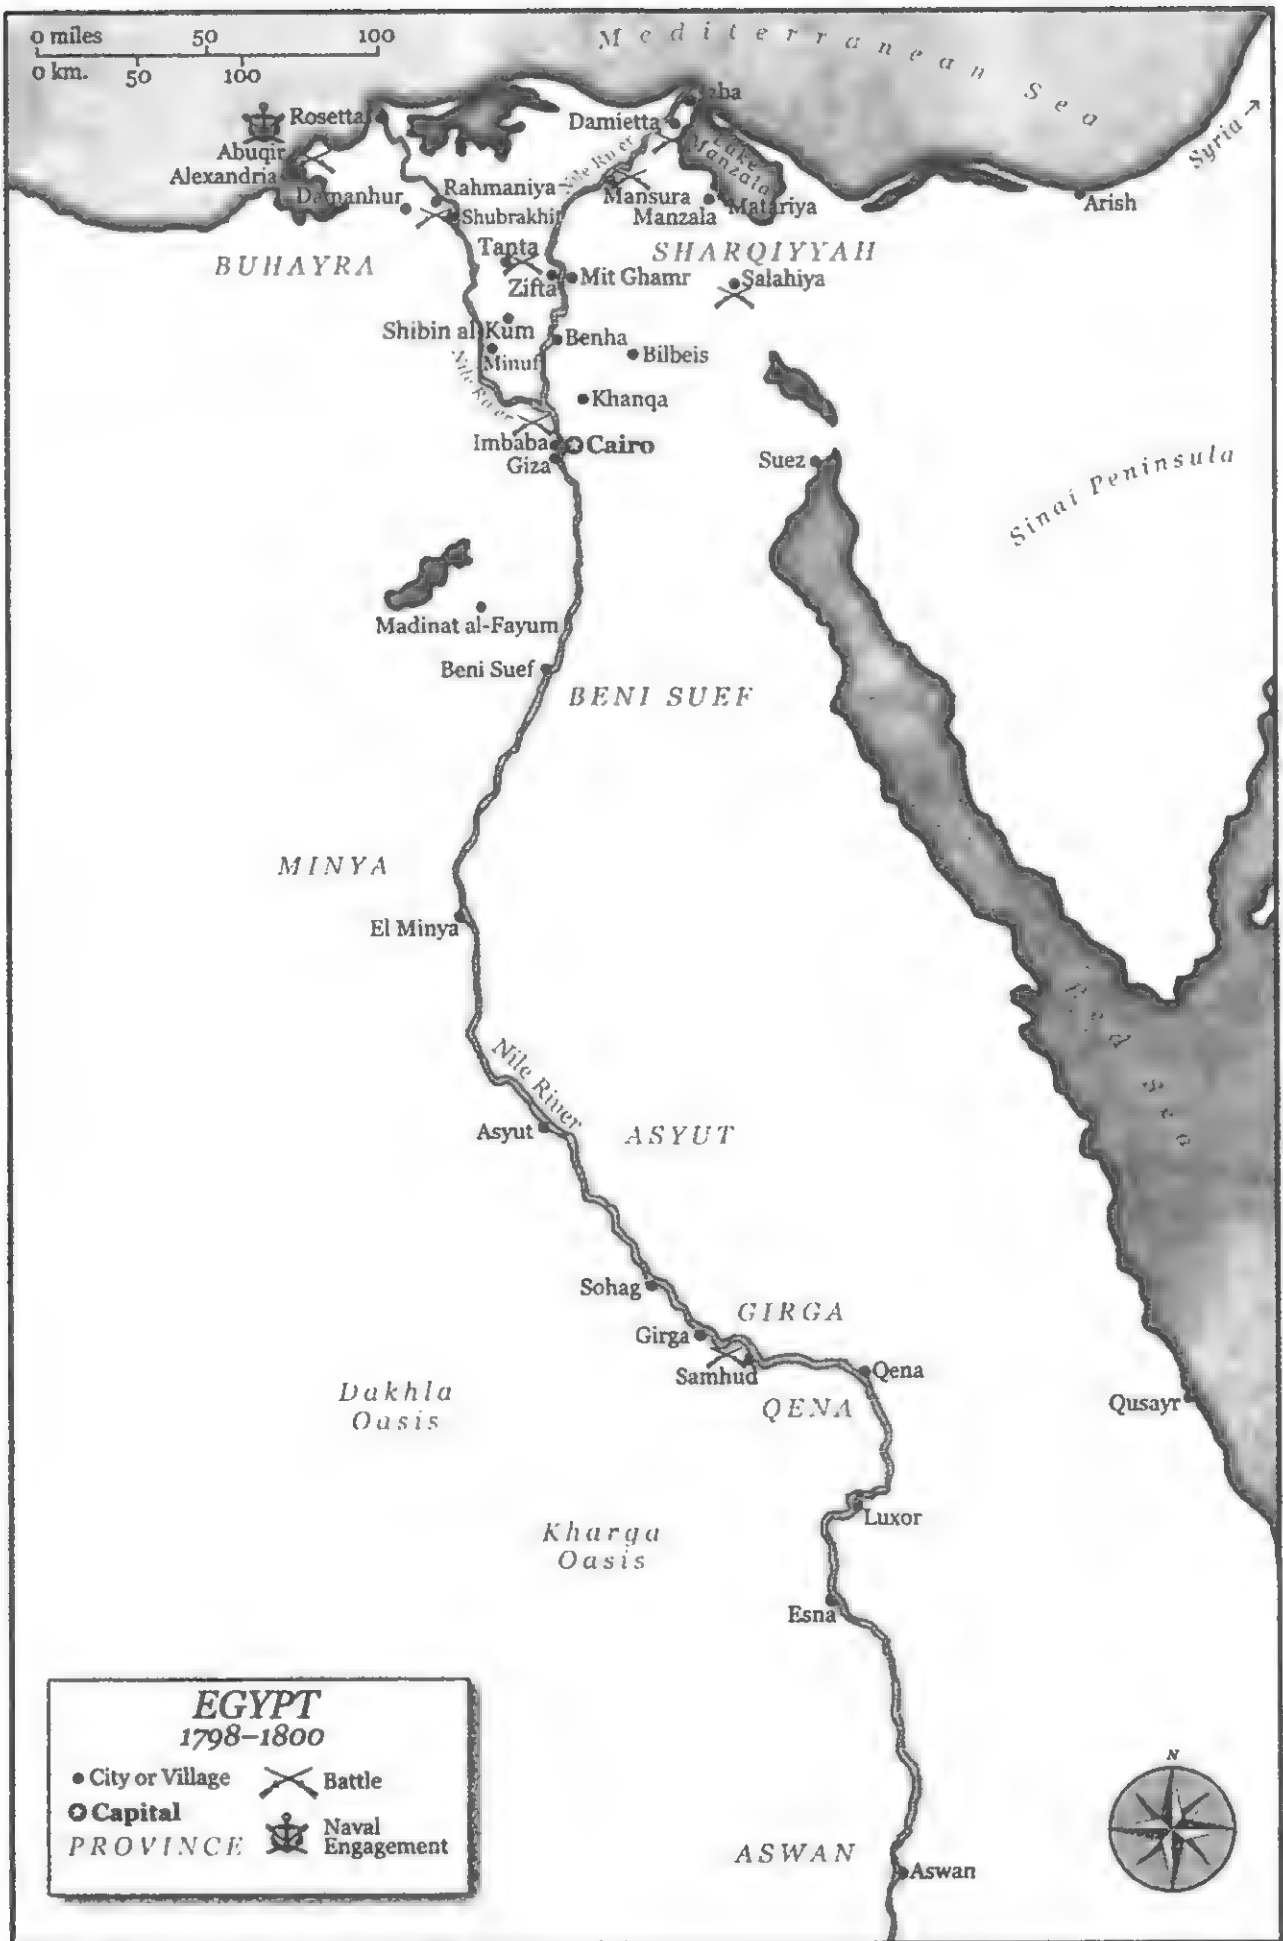 0 miles 50 100
0 km. 50 100
Mediterranean Sea
Syria
Rosetta
Abuqir
Alexandria
Damanhur
Rahmaniya
Shubrakhit
Damietta
Nile River
Lake
Manzala
Mansura
Manzala
Matariya
Arish
BUHAYRA
SHARQIYYAH
Tanta
Zifta
Mit Ghamr
Salahiya
Shibin al-Kum
Minuf
Benha
Bilbeis
Nile River
Khanqa
Imbaba
Cairo
Giza
Suez
Sinai Peninsula
Madinat al-Fayum
Beni Suef
BENI SUEF
MINYA
El Minya
Red Sea
Nile River
Asyut
ASYUT
Sohag
GIRGA
Girga
Samhud
Qena
QENA
Qusayr
Dakhla
Oasis
Luxor
Kharga
Oasis
Esna
EGYPT
1798–1800
City or Village
Battle
Capital
PROVINCE
Naval
Engagement
N
ASWAN
Aswan